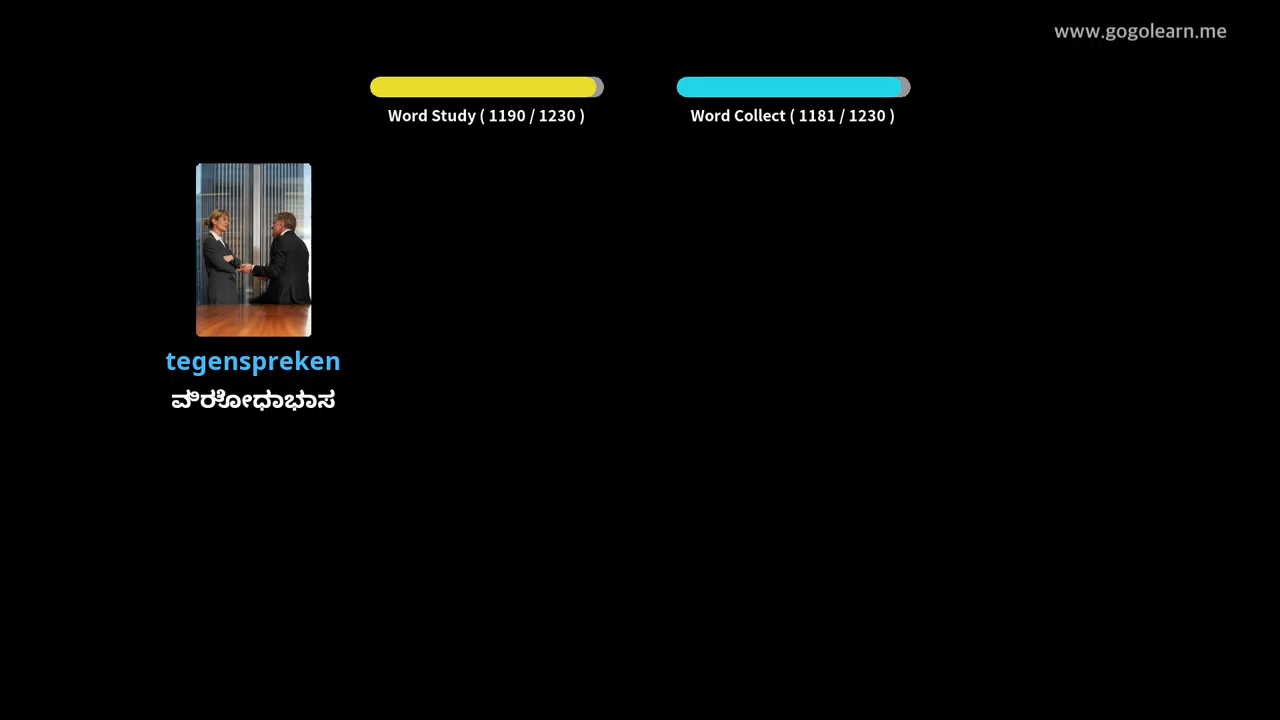 www.gogolearn.me
Word Study ( 1190 / 1230 )
Word Collect ( 1181 / 1230 )
tegenspreken
ವಿರೋಧಾಭಾಸ